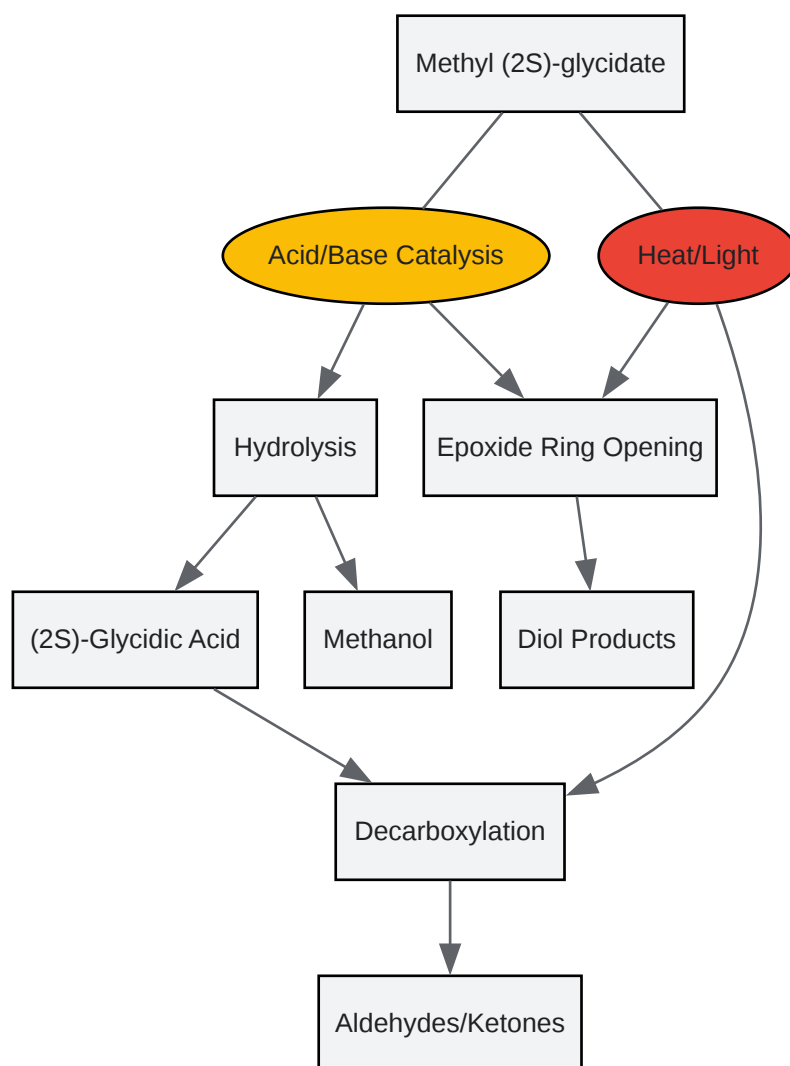 Methyl (2S)-glycidate
Acid/Base Catalysis
Heat/Light
Hydrolysis
Epoxide Ring Opening
(2S)-Glycidic Acid
Methanol
Diol Products
Decarboxylation
Aldehydes/Ketones